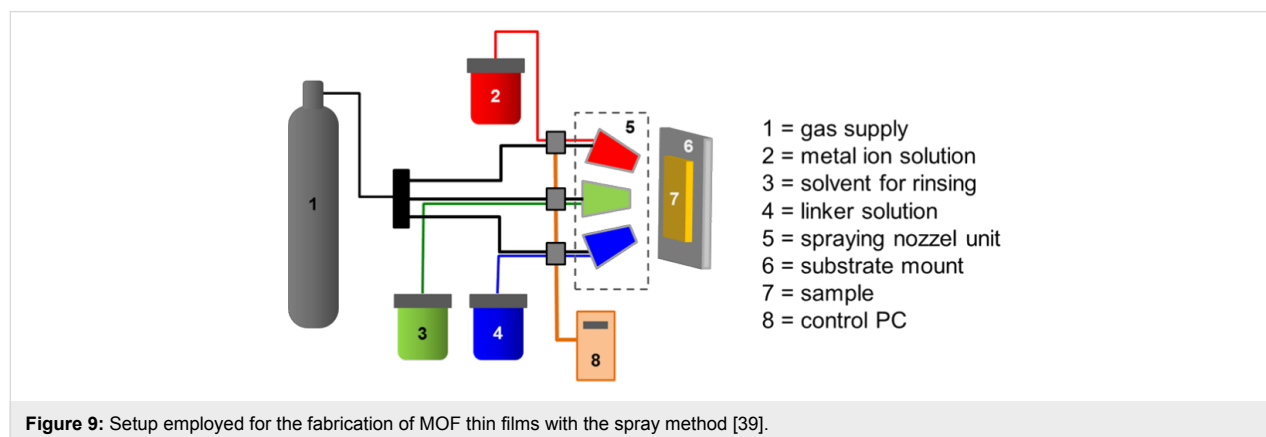 2
5
6
1
7
3
4
8
1 = gas supply
2 = metal ion solution
3 = solvent for rinsing
4 = linker solution
5 = spraying nozzel unit
6 = substrate mount
7 = sample
8 = control PC
Figure 9: Setup employed for the fabrication of MOF thin films with the spray method [39].